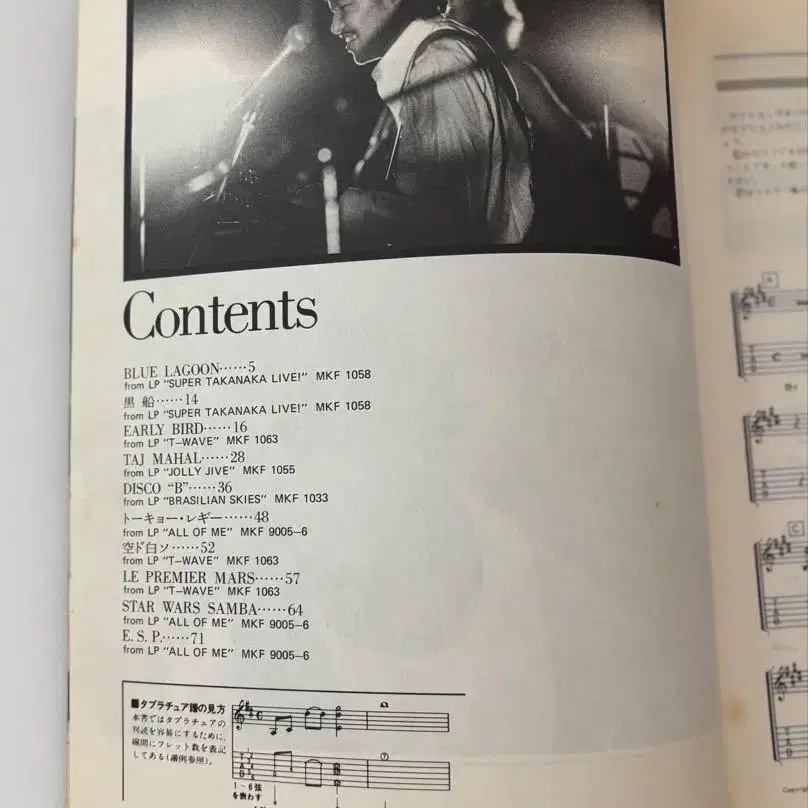 Contents
BLUE LAGOON……5
from LP "SUPER TAKANAKA LIVE!" MKF 1058
黒 船……14
from LP "SUPER TAKANAKA LIVE!" MKF 1058
EARLY BIRD……16
from LP "T-WAVE" MKF 1063
TAJ MAHAL……28
from LP "JOLLY JIVE" MKF 1055
DISCO "B"……36
from LP "BRASILIAN SKIES" MKF 1033
トーキョー・レギー……48
from LP "ALL OF ME" MKF 9005-6
空ド白ソ……52
from LP "T-WAVE" MKF 1063
LE PREMIER MARS……57
from LP "T-WAVE" MKF 1063
STAR WARS SAMBA……64
from LP "ALL OF ME" MKF 9005-6
E. S. P.……71
from LP "ALL OF ME" MKF 9005-6
■タブラチュア譜の見方
本書ではタブラチュアの
判読を容易にするために、
線間にフレット数を表記
してある(譜例参照)。
T
A
B
1~6弦
を表わす
A
C